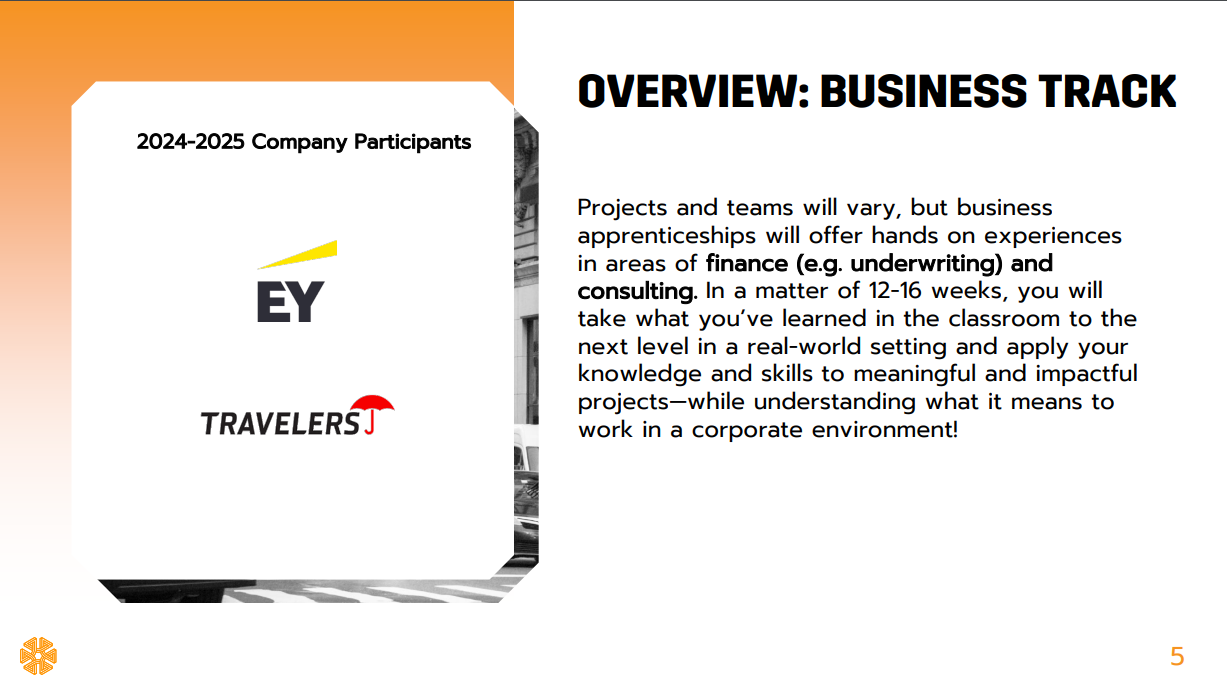 2024-2025 Company Participants
EY
TRAVELERS
OVERVIEW: BUSINESS TRACK
Projects and teams will vary, but business
apprenticeships will offer hands on experiences
in areas of finance (e.g. underwriting) and
consulting. In a matter of 12-16 weeks, you will
take what you’ve learned in the classroom to the
next level in a real-world setting and apply your
knowledge and skills to meaningful and impactful
projects—while understanding what it means to
work in a corporate environment!
5